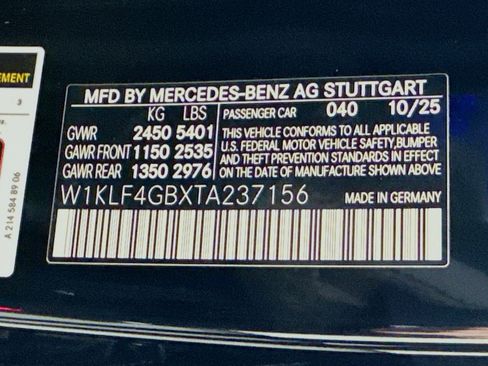 EMENT
3
A 214 584 89 06
MFD BY MERCEDES-BENZ AG STUTTGART
KG LBS
GVWR 2450 5401
GAWR FRONT 1150 2535
GAWR REAR 1350 2976
PASSENGER CAR 040 10/25
THIS VEHICLE CONFORMS TO ALL APPLICABLE
U.S. FEDERAL MOTOR VEHICLE SAFETY, BUMPER
AND THEFT PREVENTION STANDARDS IN EFFECT
ON THE DATE OF MANUFACTURE SHOWN ABOVE
W1KLF4GBXTA237156
MADE IN GERMANY